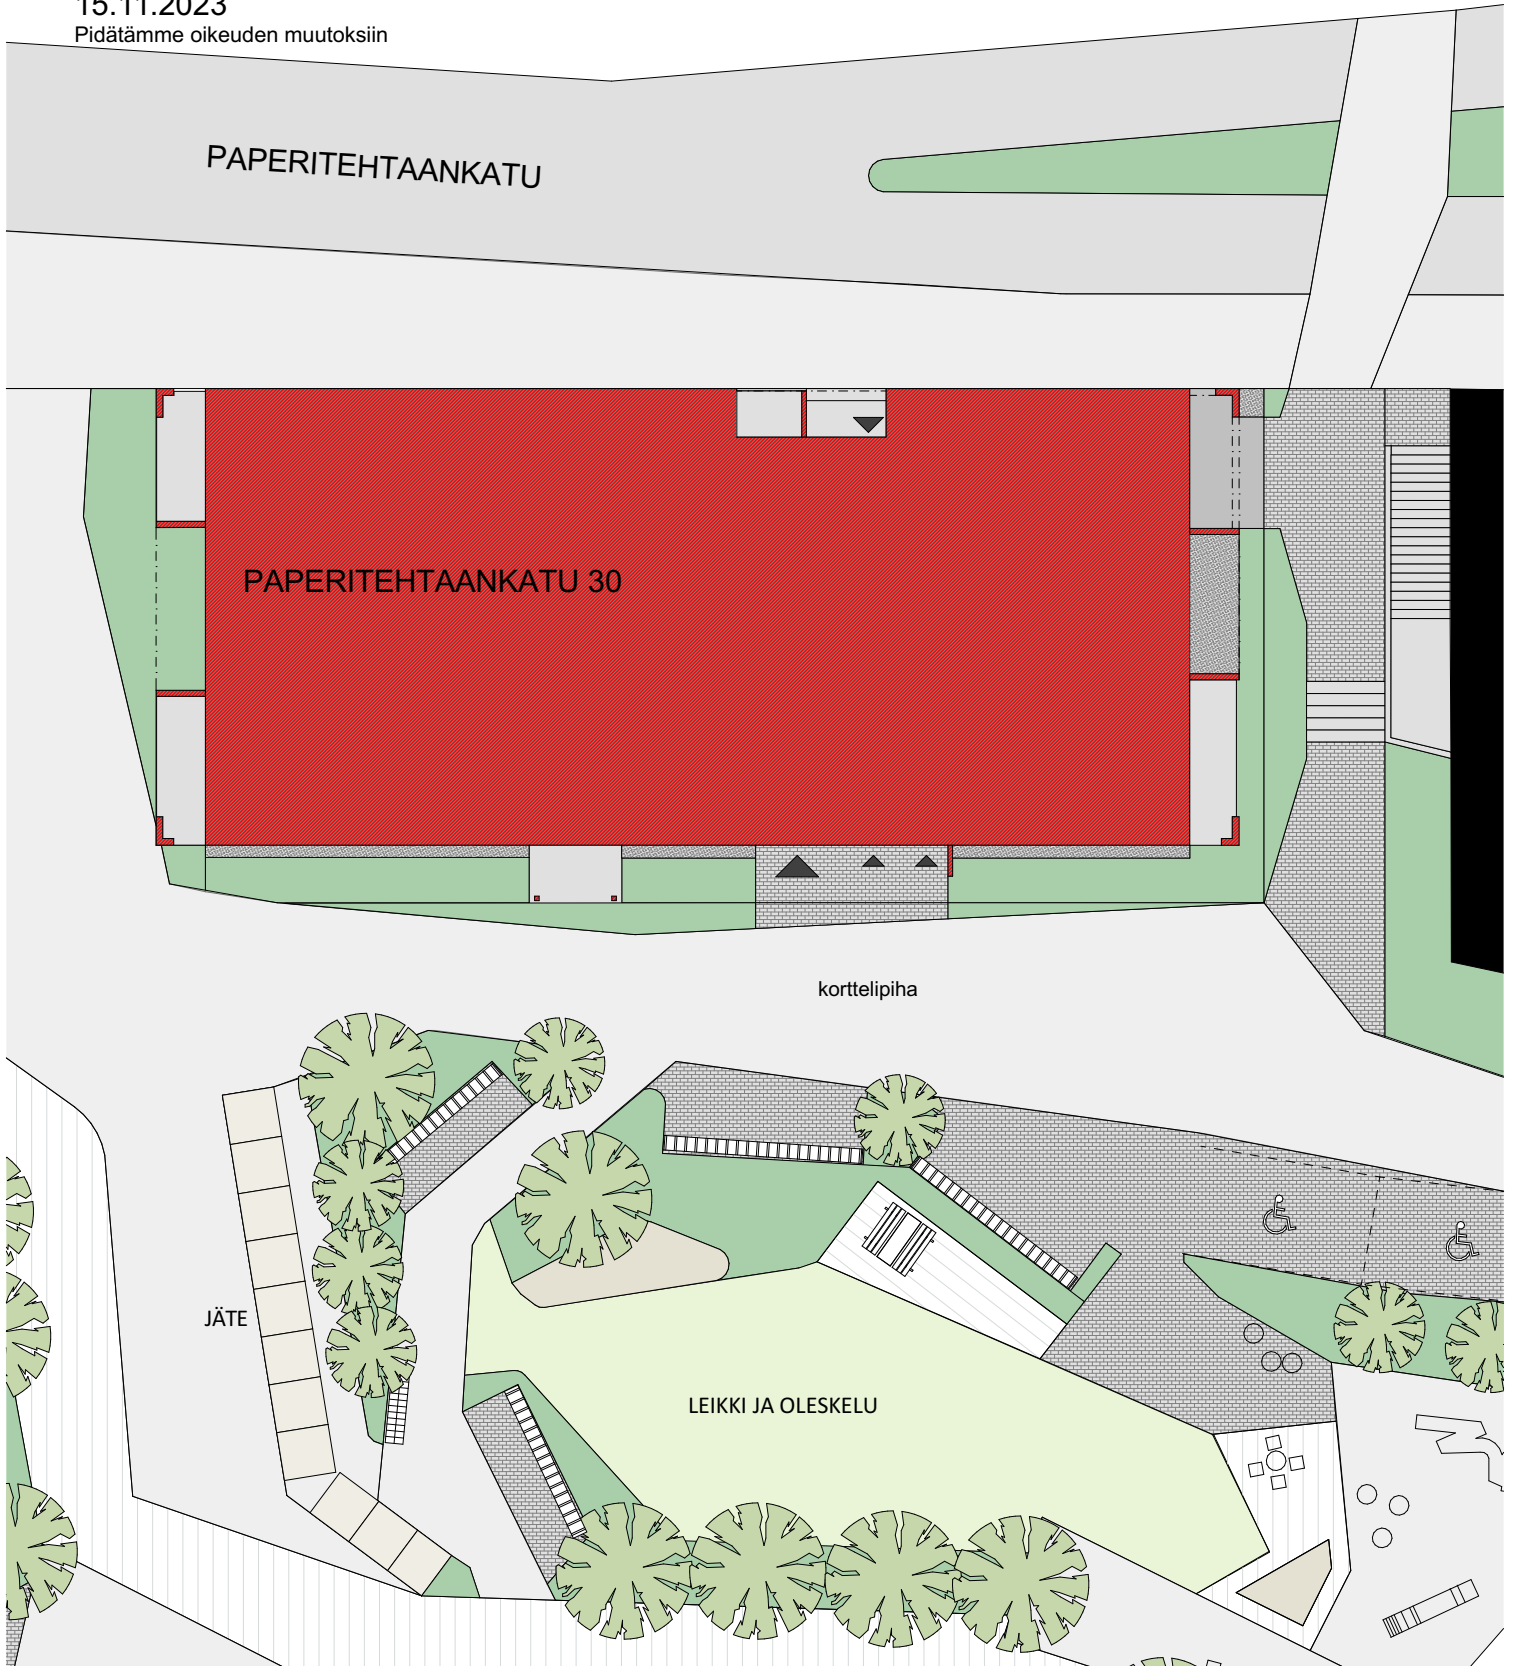 15.11.2023
Pidätämme oikeuden muutoksiin
PAPERITEHTAANKATU
PAPERITEHTAANKATU 30
korttelipiha
JÄTE
LEIKKI JA OLESKELU